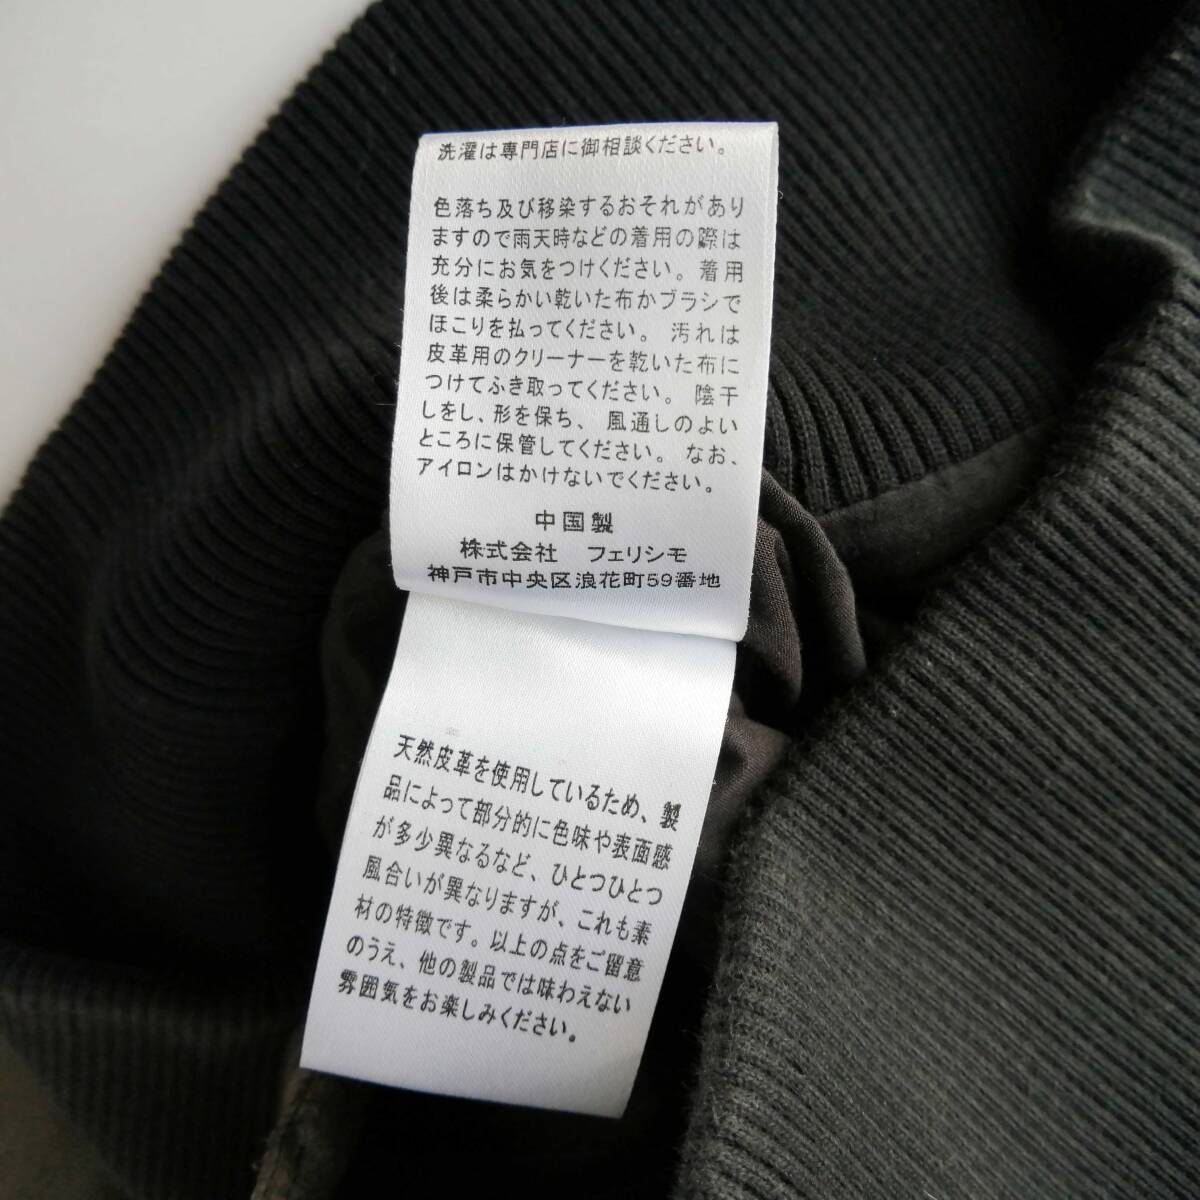 洗濯は専門店に御相談ください。
色落ち及び移染するおそれがあり
ますので雨天時などの着用の際は
充分にお気をつけください。着用
後は柔らかい乾いた布かブラシで
ほこりを払ってください。 汚れは
皮革用のクリーナーを乾いた布に
つけてふき取ってください。 陰干
しをし、形を保ち、 風通しのよい
ところに保管してください。 なお、
アイロンはかけないでください。
中国製
株式会社 フェリシモ
神戸市中央区浪花町59番地
天然皮革を使用しているため、製
品によって部分的に色味や表面感
が多少異なるなど、ひとつひとつ
風合いが異なりますが、これも素
材の特徴です。以上の点をご留意
のうえ、他の製品では味わえない
雰囲気をお楽しみください。